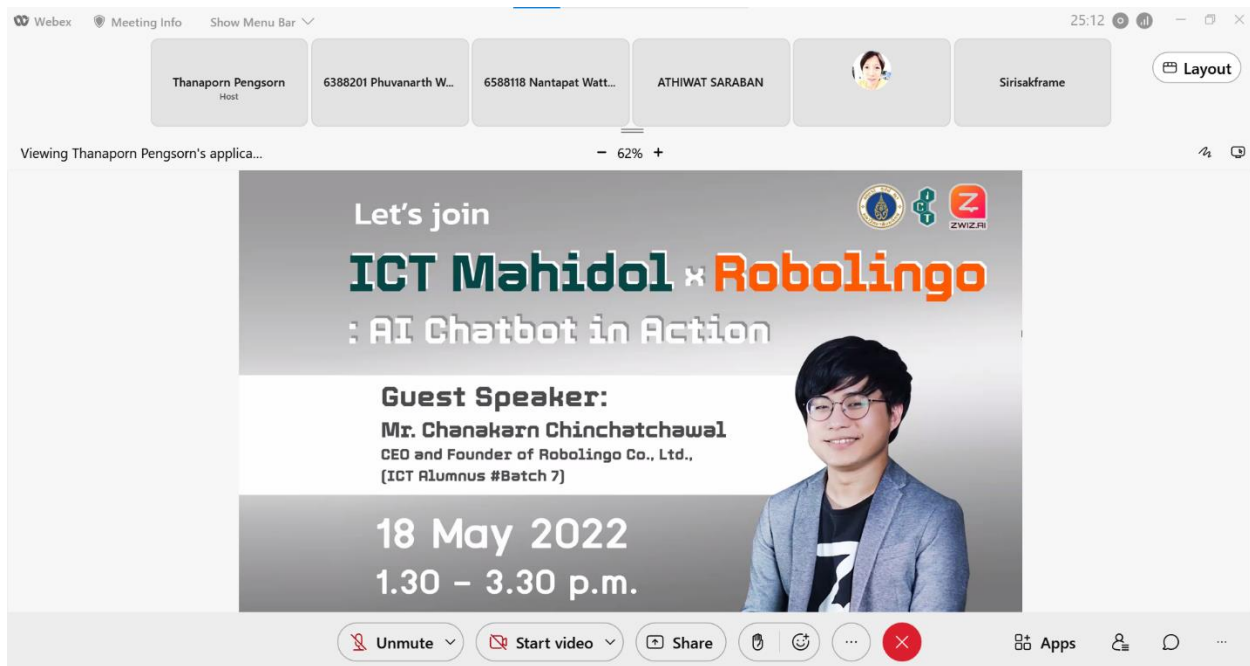 Webex Meeting Info Show Menu Bar 25:12
Thanaporn Pengsorn
Host
6388201 Phuvanarth W...
6588118 Nantapat Watt...
ATHIWAT SARABAN
Sirisakframe
Layout
Viewing Thanaporn Pengsorn's applica... − 62% +
Let's join
ICT
ZWIZ.AI
ICT Mahidol x Robolingo
: AI Chatbot in Action
Guest Speaker:
Mr. Chanakarn Chinchatchawal
CEO and Founder of Robolingo Co., Ltd.,
(ICT Alumnus #Batch 7)
18 May 2022
1.30 – 3.30 p.m.
Unmute Start video Share ... Apps ...